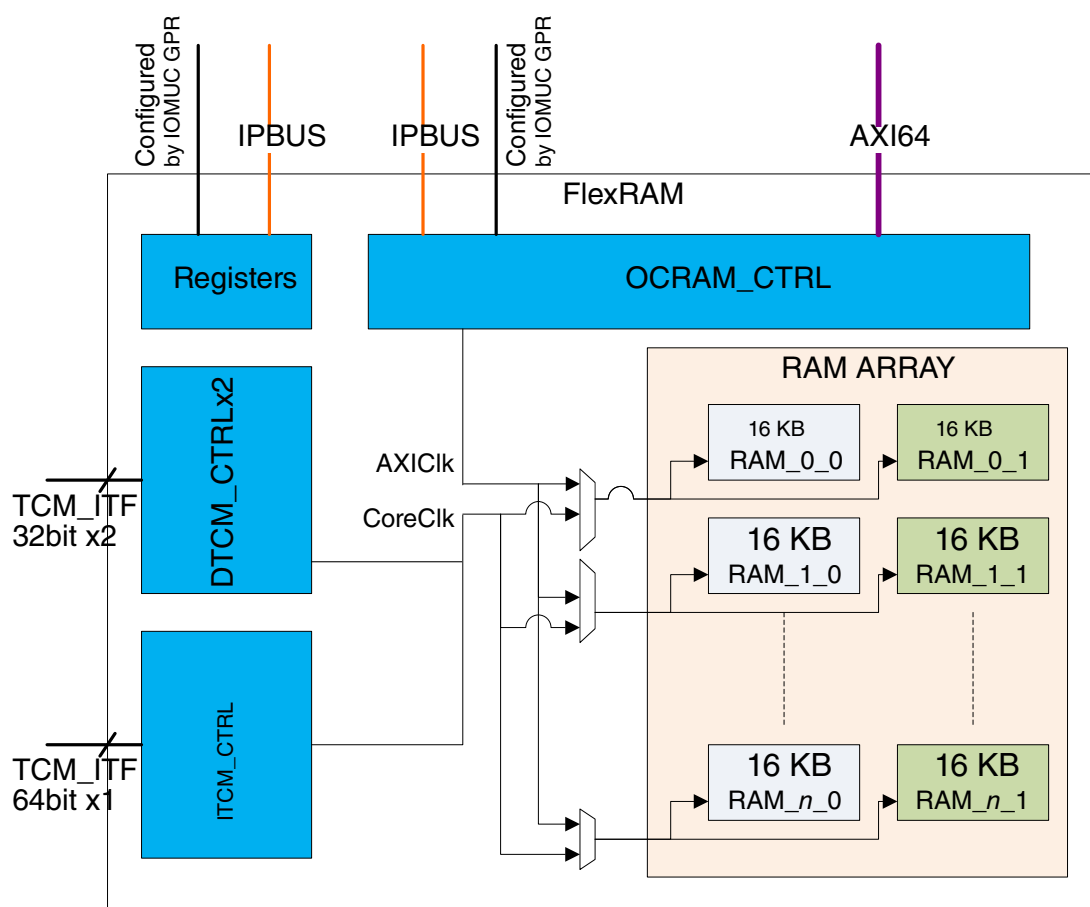 Configured
by IOMUC GPR
IPBUS
IPBUS
Configured
by IOMUC GPR
AXI64
FlexRAM
Registers
OCRAM_CTRL
DTCM_CTRLx2
TCM_ITF
32bit x2
ITCM_CTRL
TCM_ITF
64bit x1
AXIClk
CoreClk
RAM ARRAY
16 KB
RAM_0_0
16 KB
RAM_0_1
16 KB
RAM_1_0
16 KB
RAM_1_1
16 KB
RAM_n_0
16 KB
RAM_n_1